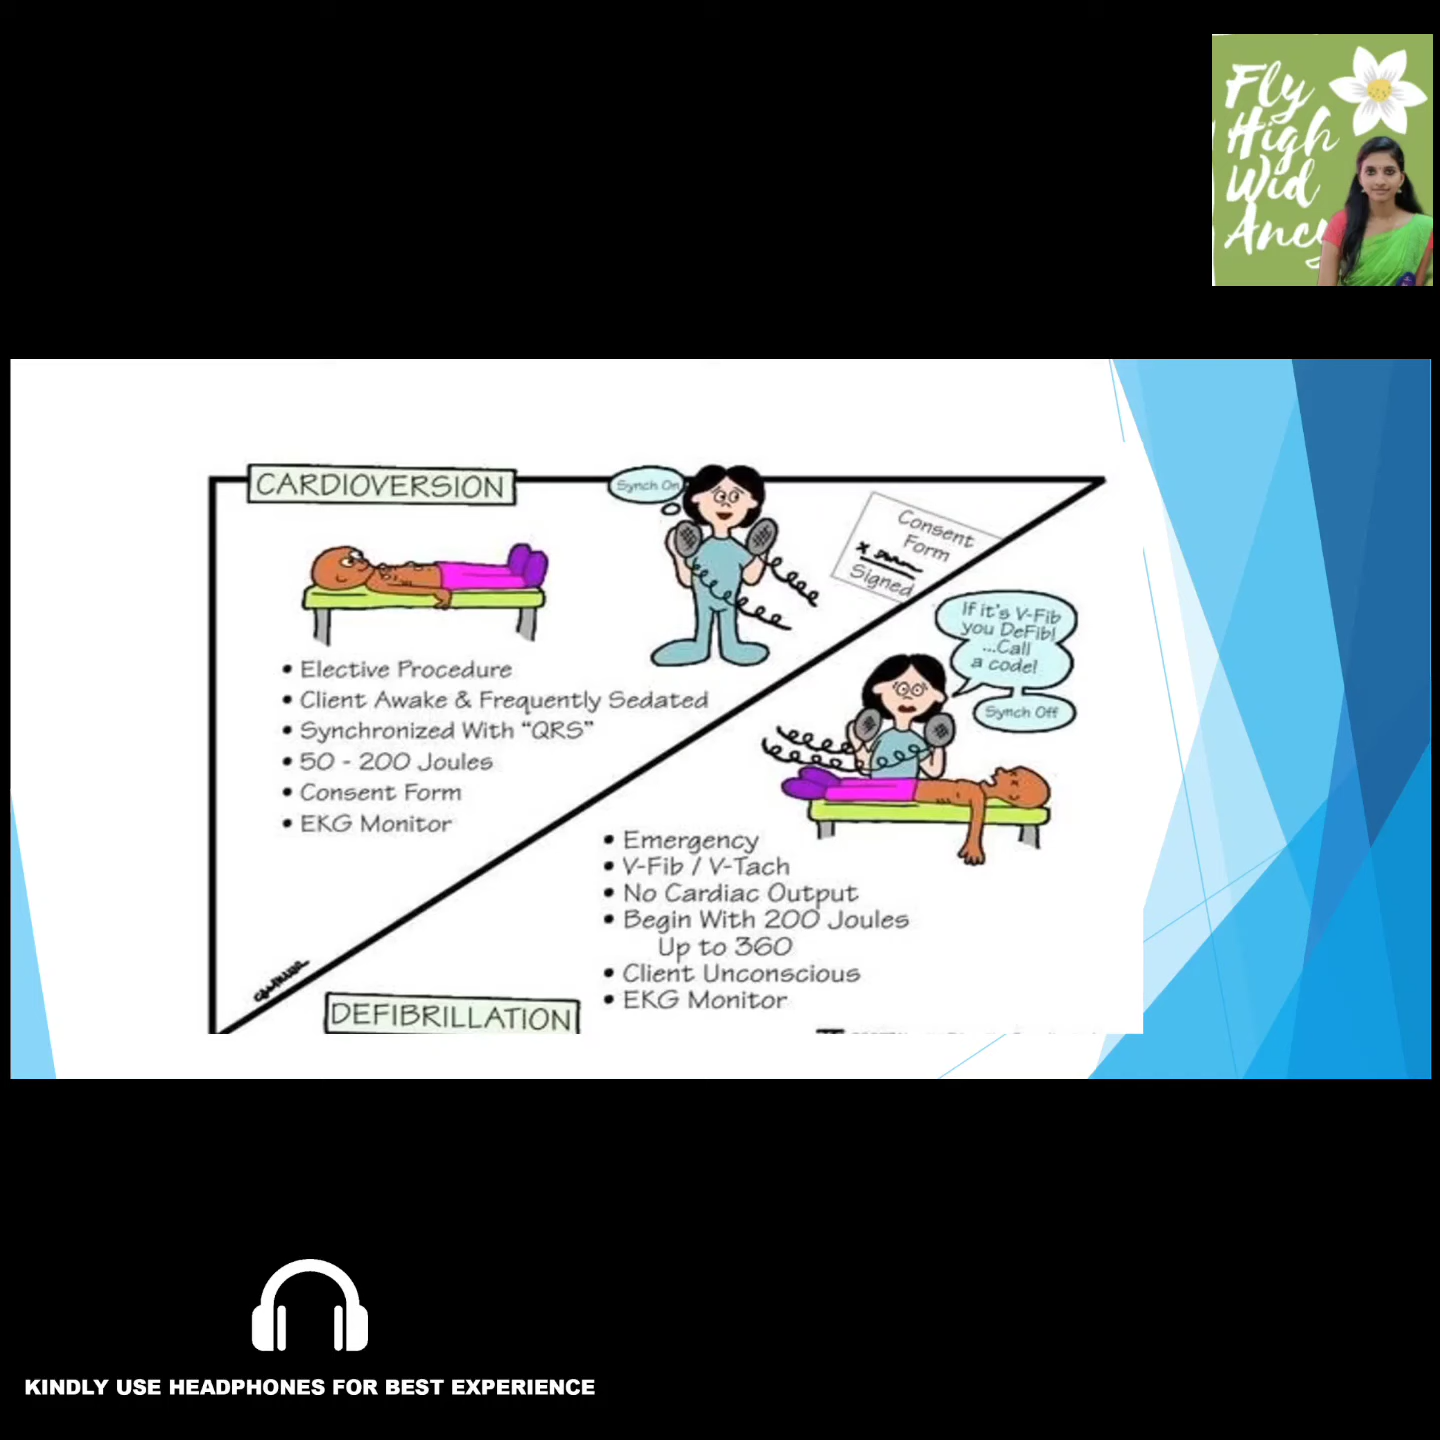 Fly
High
Wid
Ancy
CARDIOVERSION
Synch On
Consent
Form
x
Signed
• Elective Procedure
• Client Awake & Frequently Sedated
• Synchronized With "QRS"
• 50 - 200 Joules
• Consent Form
• EKG Monitor
If it's V-Fib
you DeFib!
...Call
a code!
Synch Off
• Emergency
• V-Fib / V-Tach
• No Cardiac Output
• Begin With 200 Joules
Up to 360
• Client Unconscious
• EKG Monitor
DEFIBRILLATION
KINDLY USE HEADPHONES FOR BEST EXPERIENCE